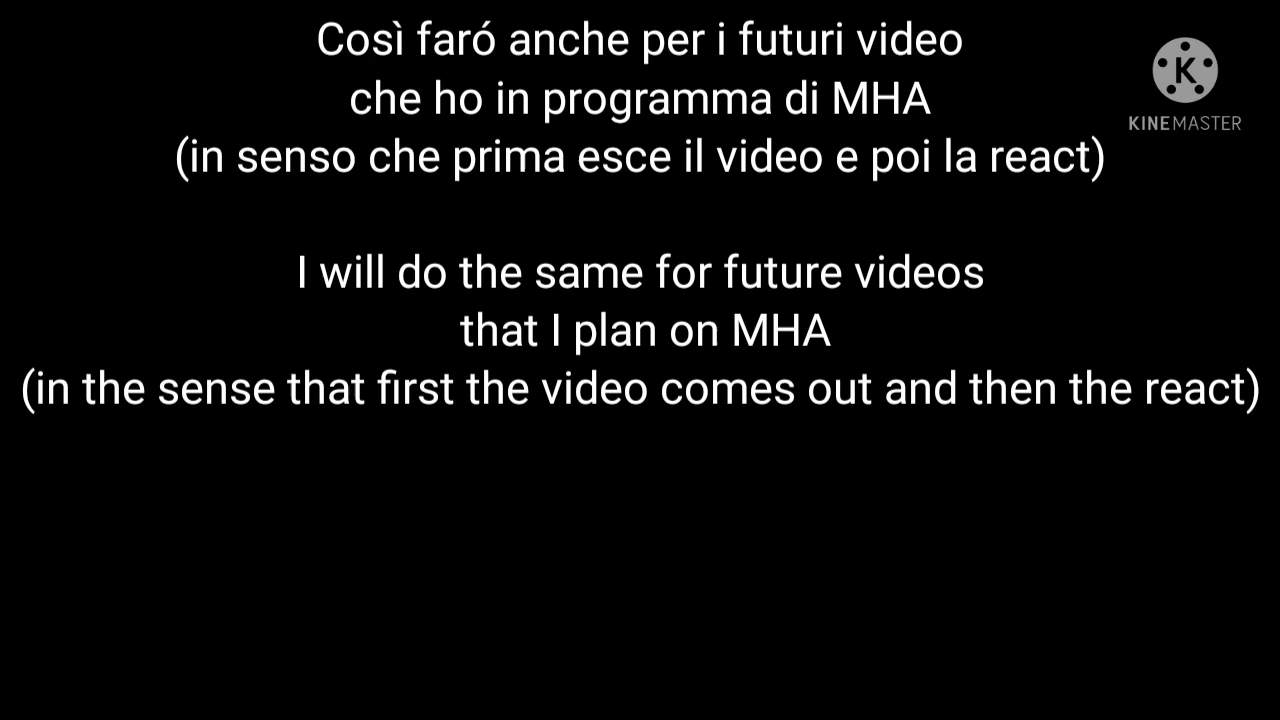 Così faró anche per i futuri video
che ho in programma di MHA
(in senso che prima esce il video e poi la react)
I will do the same for future videos
that I plan on MHA
(in the sense that first the video comes out and then the react)
K
KINEMASTER